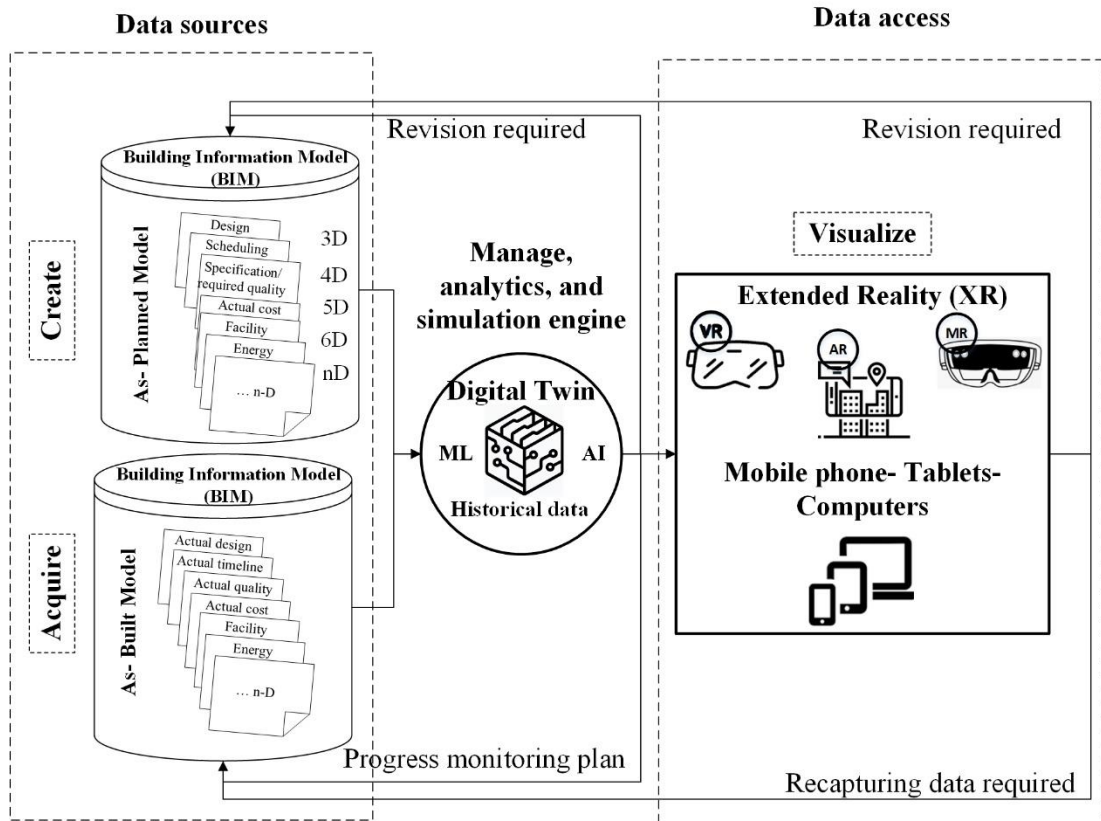 Data sources
Data access
Revision required
Revision required
Create
Building Information Model
(BIM)
As- Planned Model
Design
Scheduling
Specification/
required quality
Actual cost
Facility
Energy
... n-D
3D
4D
5D
6D
nD
Acquire
Building Information Model
(BIM)
As- Built Model
Actual design
Actual timeline
Actual quality
Actual cost
Facility
Energy
... n-D
Manage,
analytics, and
simulation engine
Digital Twin
ML
AI
Historical data
Visualize
Extended Reality (XR)
VR
AR
MR
Mobile phone- Tablets-
Computers
Progress monitoring plan
Recapturing data required